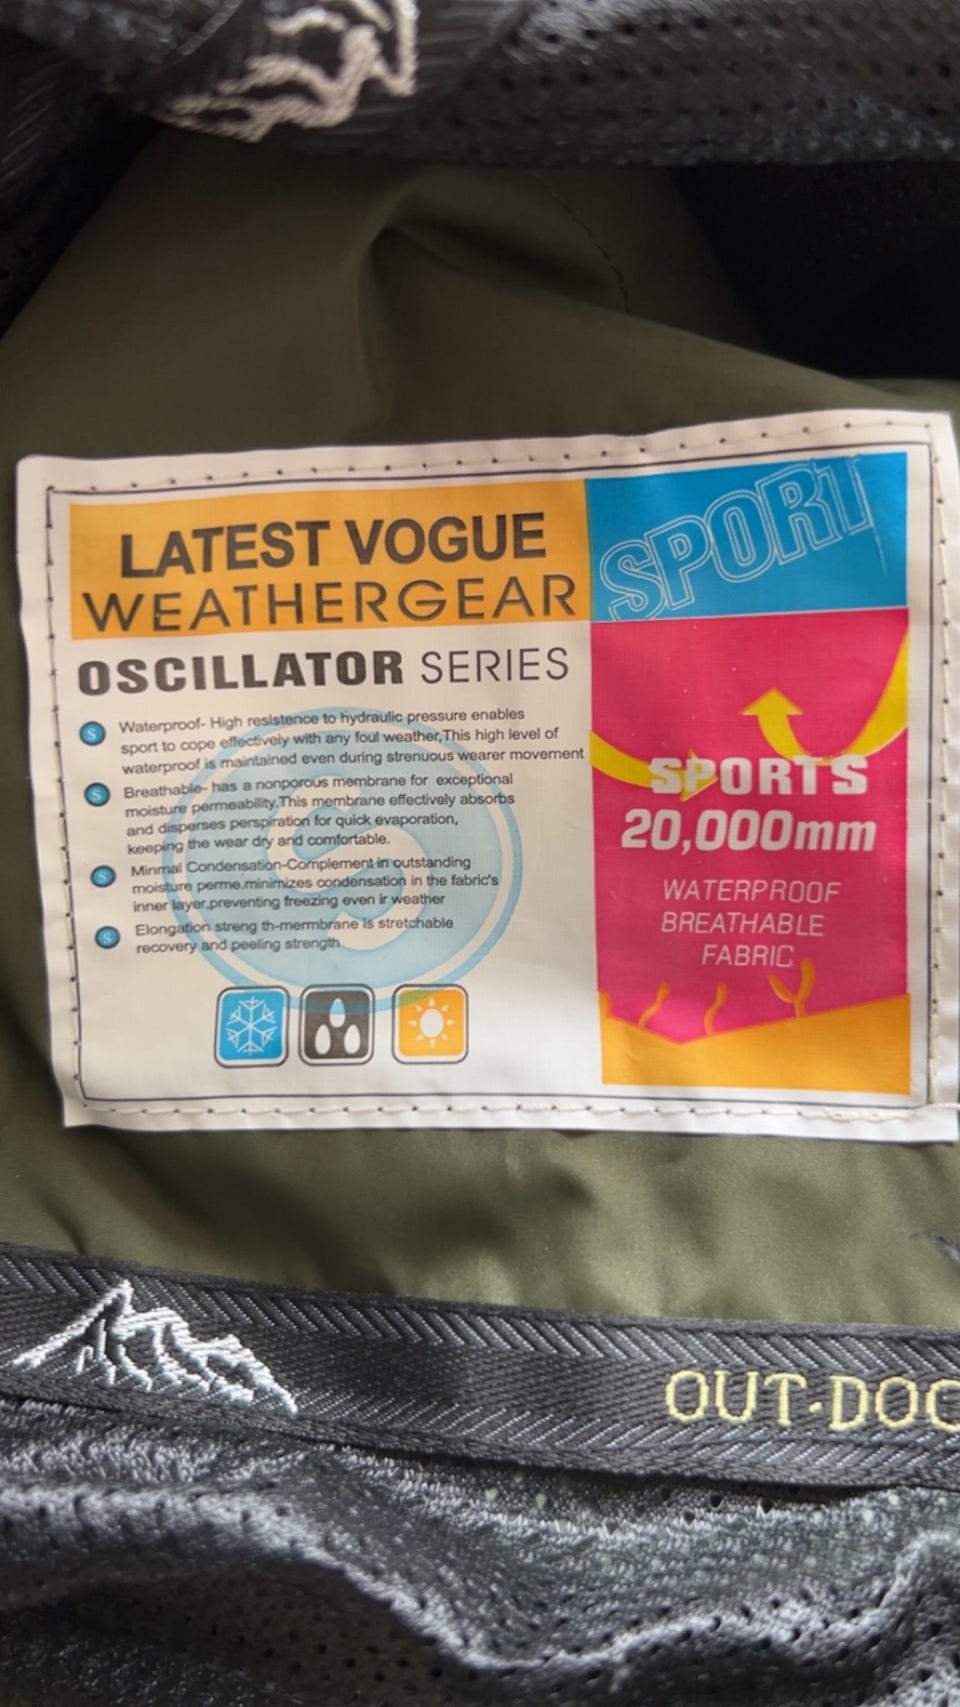 LATEST VOGUE
WEATHERGEAR
OSCILLATOR SERIES
S Waterproof- High resistence to hydraulic pressure enables
sport to cope effectively with any foul weather,This high level of
waterproof is maintained even during strenuous wearer movement
S Breathable- has a nonporous membrane for exceptional
moisture permeability.This membrane effectively absorbs
and disperses perspiration for quick evaporation,
keeping the wear dry and comfortable.
S Minmal Condensation-Complement in outstanding
moisture perme.minimizes condensation in the fabric's
inner layer,preventing freezing even ir weather
S Elongation streng th-mermbrane is stretchable
recovery and peeling strength
SPORT
SPORTS
20,000mm
WATERPROOF
BREATHABLE
FABRIC
OUT-DOO